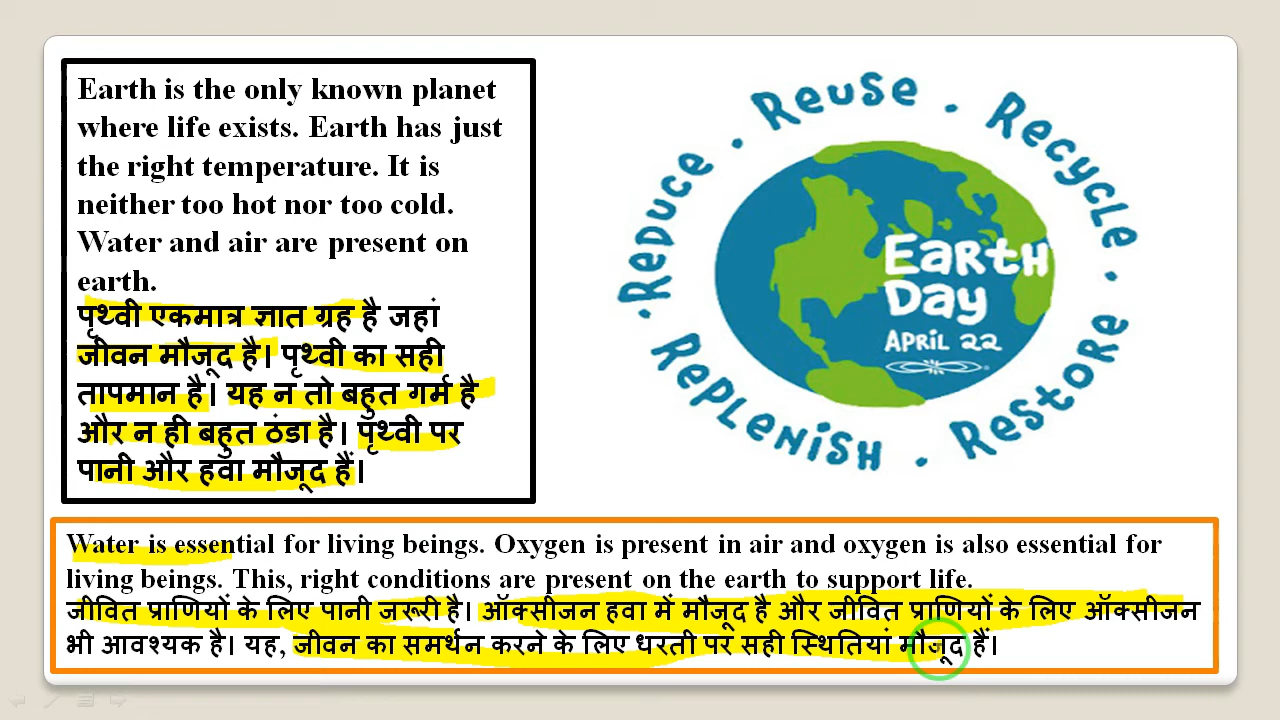 Earth is the only known planet
where life exists. Earth has just
the right temperature. It is
neither too hot nor too cold.
Water and air are present on
earth.
पृथ्वी एकमात्र ज्ञात ग्रह है जहां
जीवन मौजूद है। पृथ्वी का सही
तापमान है। यह न तो बहुत गर्म है
और न ही बहुत ठंडा है। पृथ्वी पर
पानी और हवा मौजूद हैं।
Reduce . Reuse . Recycle .
Replenish . Restore
Earth
Day
April 22
Water is essential for living beings. Oxygen is present in air and oxygen is also essential for
living beings. This, right conditions are present on the earth to support life.
जीवित प्राणियों के लिए पानी जरूरी है। ऑक्सीजन हवा में मौजूद है और जीवित प्राणियों के लिए ऑक्सीजन
भी आवश्यक है। यह, जीवन का समर्थन करने के लिए धरती पर सही स्थितियां मौजूद हैं।